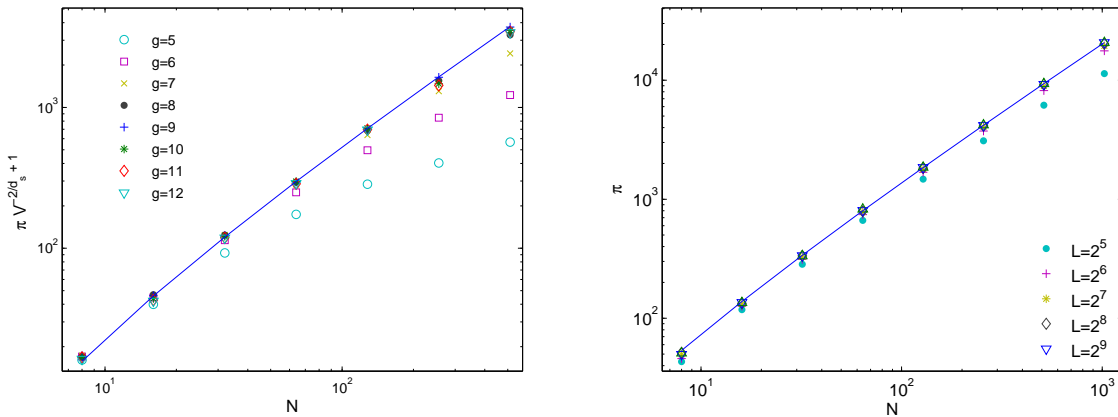 g=5
g=6
g=7
g=8
g=9
g=10
g=11
g=12
10^3
10^2
π V^{-2/d_s + 1}
10^1 10^2
N
10^4
10^3
10^2
π
L=2^5
L=2^6
L=2^7
L=2^8
L=2^9
10^1 10^2 10^3
N